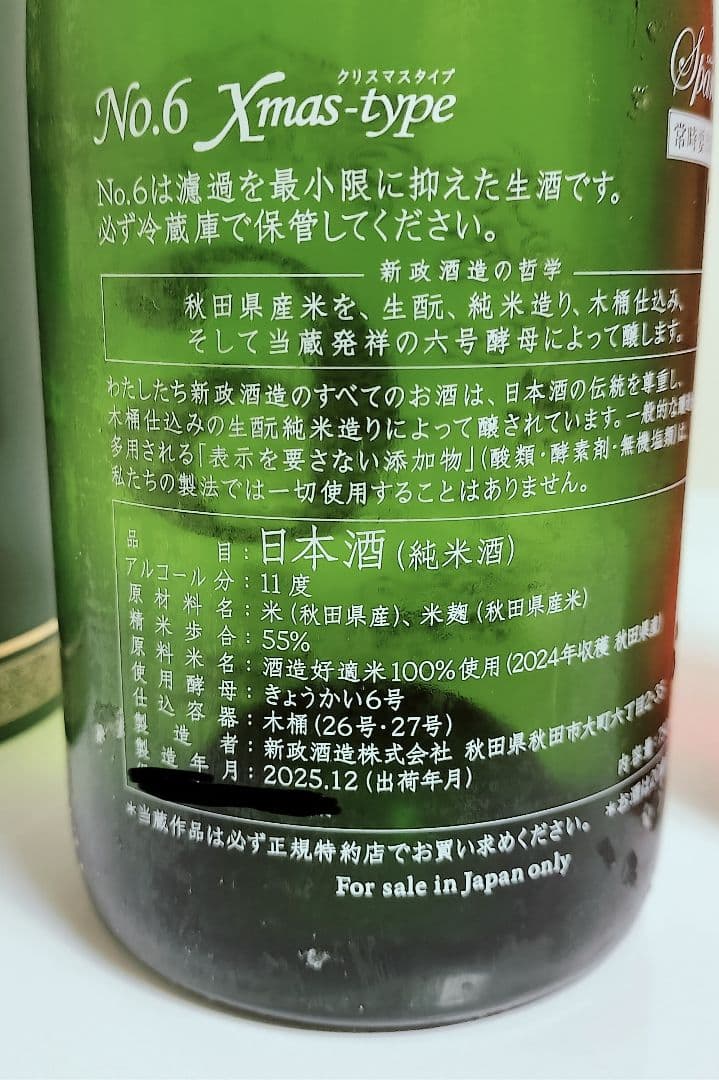 クリスマスタイプ
No.6 Xmas-type
常時要
No.6は濾過を最小限に抑えた生酒です。
必ず冷蔵庫で保管してください。
新政酒造の哲学
秋田県産米を、生酛、純米造り、木桶仕込み、
そして当蔵発祥の六号酵母によって醸します。
わたしたち新政酒造のすべてのお酒は、日本酒の伝統を尊重し、
木桶仕込みの生酛純米造りによって醸されています。一般的な
多用される「表示を要さない添加物」(酸類・酵素剤・無機塩類)は、
私たちの製法では一切使用することはありません。
品目:日本酒(純米酒)
アルコール分:11度
原材料名:米(秋田県産)、米麹(秋田県産米)
精米歩合:55%
原料米名:酒造好適米100%使用(2024年収穫 秋田県産)
使用酵母:きょうかい6号
仕込容器:木桶(26号・27号)
製造者:新政酒造株式会社 秋田県秋田市大町六丁目2-35
製造年月:2025.12(出荷年月)
内容量
*当蔵作品は必ず正規特約店でお買い求めください。 *お酒は
For sale in Japan only